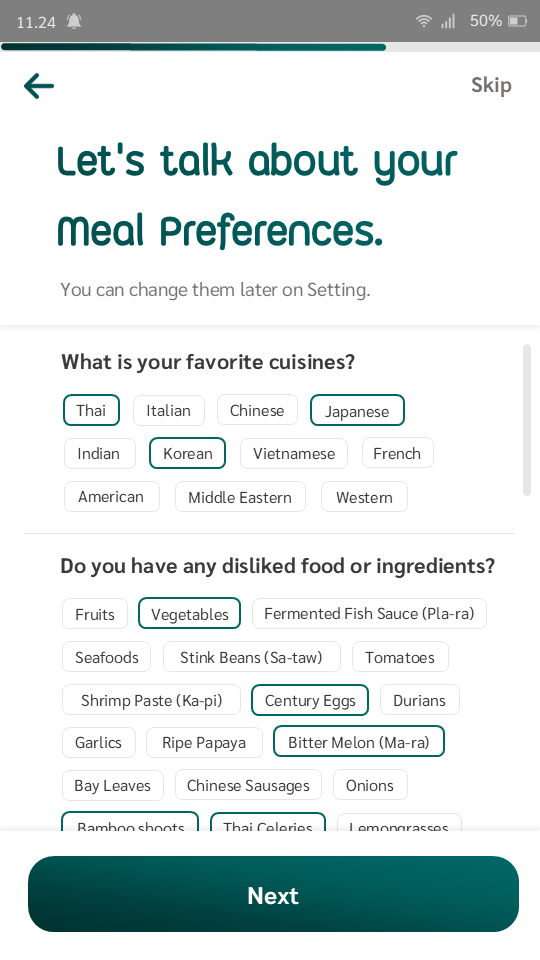 11.24
50%
Skip
Let's talk about your
Meal Preferences.
You can change them later on Setting.
What is your favorite cuisines?
Thai Italian Chinese Japanese
Indian Korean Vietnamese French
American Middle Eastern Western
Do you have any disliked food or ingredients?
Fruits Vegetables Fermented Fish Sauce (Pla-ra)
Seafoods Stink Beans (Sa-taw) Tomatoes
Shrimp Paste (Ka-pi) Century Eggs Durians
Garlics Ripe Papaya Bitter Melon (Ma-ra)
Bay Leaves Chinese Sausages Onions
Bamboo shoots Thai Celeries Lemongrasses
Next